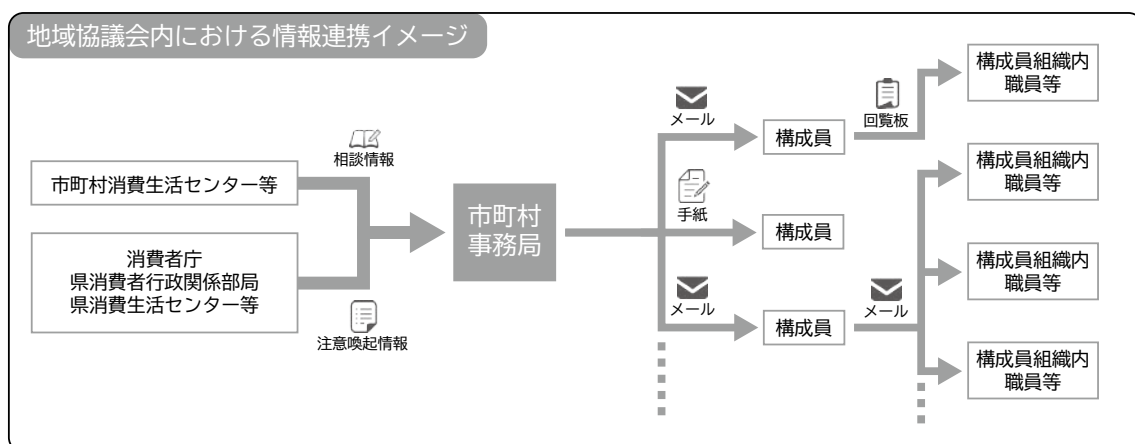 地域協議会内における情報連携イメージ
相談情報
市町村消費生活センター等
消費者庁
県消費者行政関係部局
県消費生活センター等
注意喚起情報
市町村
事務局
メール
構成員
回覧板
構成員組織内
職員等
手紙
構成員
メール
構成員
メール
構成員組織内
職員等
構成員組織内
職員等
構成員組織内
職員等